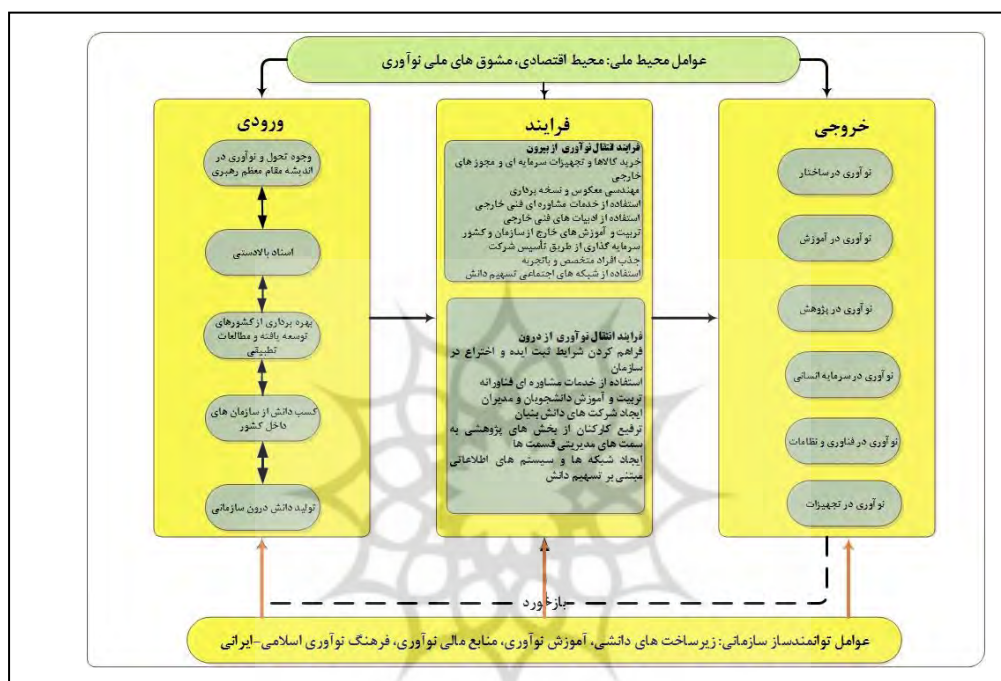 عوامل محیط ملی: محیط اقتصادی، مشوق های ملی نوآوری
ورودی
وجوه تحول و نوآوری در
اندیشه مقام معظم رهبری
اسناد بالادستی
بهره برداری از کشورهای
توسعه یافته و مطالعات
تطبیقی
کسب دانش از سازمان های
داخل کشور
تولید دانش درون سازمانی
فرایند
فرایند انتقال نوآوری از بیرون
خرید کالاها و تجهیزات سرمایه ای و مجوز های
خارجی
مهندسی معکوس و نسخه برداری
استفاده از خدمات مشاوره ای فنی خارجی
استفاده از ادبیات های فنی خارجی
تربیت و آموزش های خارج از سازمان و کشور
سرمایه گذاری از طریق تأسیس شرکت
جذب افراد متخصص و باتجربه
استفاده از شبکه های اجتماعی تسهیم دانش
فرایند انتقال نوآوری از درون
فراهم کردن شرایط ثبت ایده و اختراع در
سازمان
استفاده از خدمات مشاوره ای فناورانه
تربیت و آموزش دانشجویان و مدیران
ایجاد شرکت های دانش بنیان
ترفیع کارکنان از بخش های پژوهشی به
سمت های مدیریتی قسمت ها
ایجاد شبکه ها و سیستم های اطلاعاتی
مبتنی بر تسهیم دانش
خروجی
نوآوری در ساختار
نوآوری در آموزش
نوآوری در پژوهش
نوآوری در سرمایه انسانی
نوآوری در فناوری و نظامات
نوآوری در تجهیزات
بازخورد
عوامل توانمندساز سازمانی: زیرساخت های دانشی، آموزش نوآوری، منابع مالی نوآوری، فرهنگ نوآوری اسلامی-ایرانی